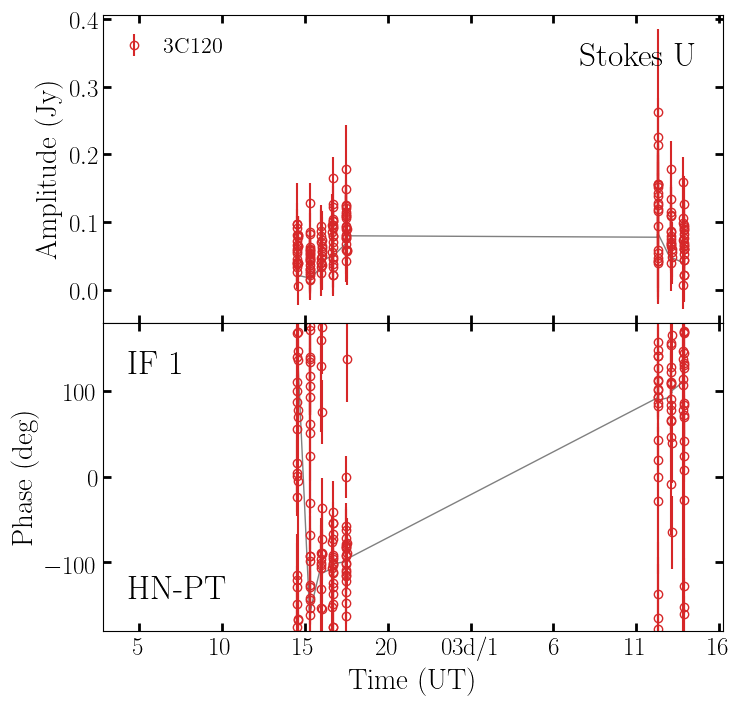 3C120
Stokes U
Amplitude (Jy)
0.4
0.3
0.2
0.1
0.0
IF 1
HN-PT
Phase (deg)
100
0
−100
5 10 15 20 03d/1 6 11 16
Time (UT)